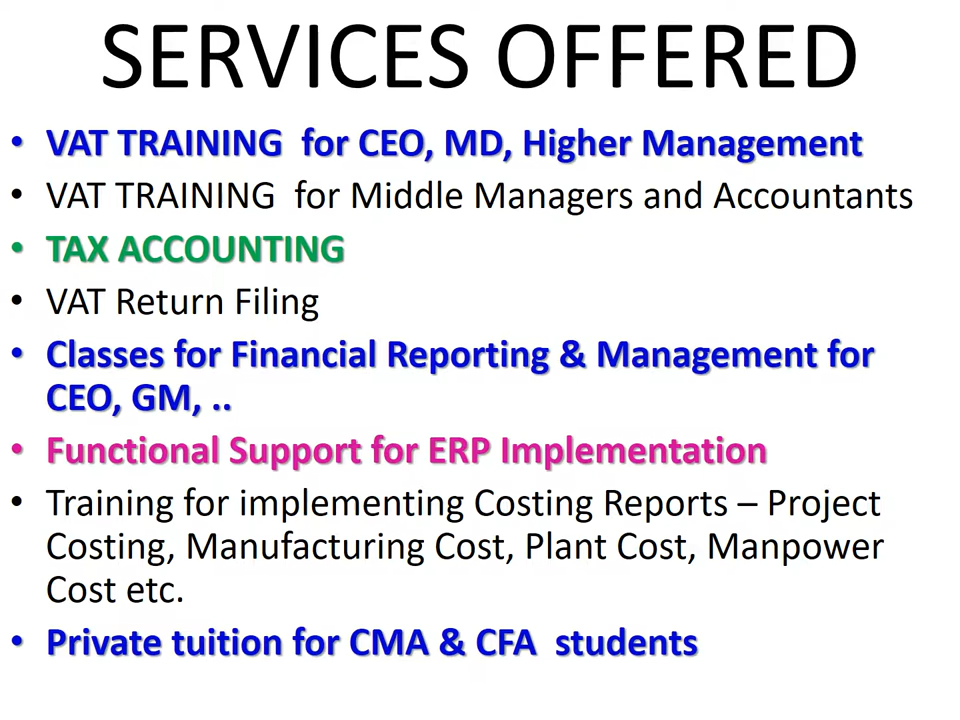 SERVICES OFFERED
• VAT TRAINING  for CEO, MD, Higher Management
• VAT TRAINING  for Middle Managers and Accountants
• TAX ACCOUNTING
• VAT Return Filing
• Classes for Financial Reporting & Management for
CEO, GM, ..
• Functional Support for ERP Implementation
• Training for implementing Costing Reports – Project
Costing, Manufacturing Cost, Plant Cost, Manpower
Cost etc.
• Private tuition for CMA & CFA  students